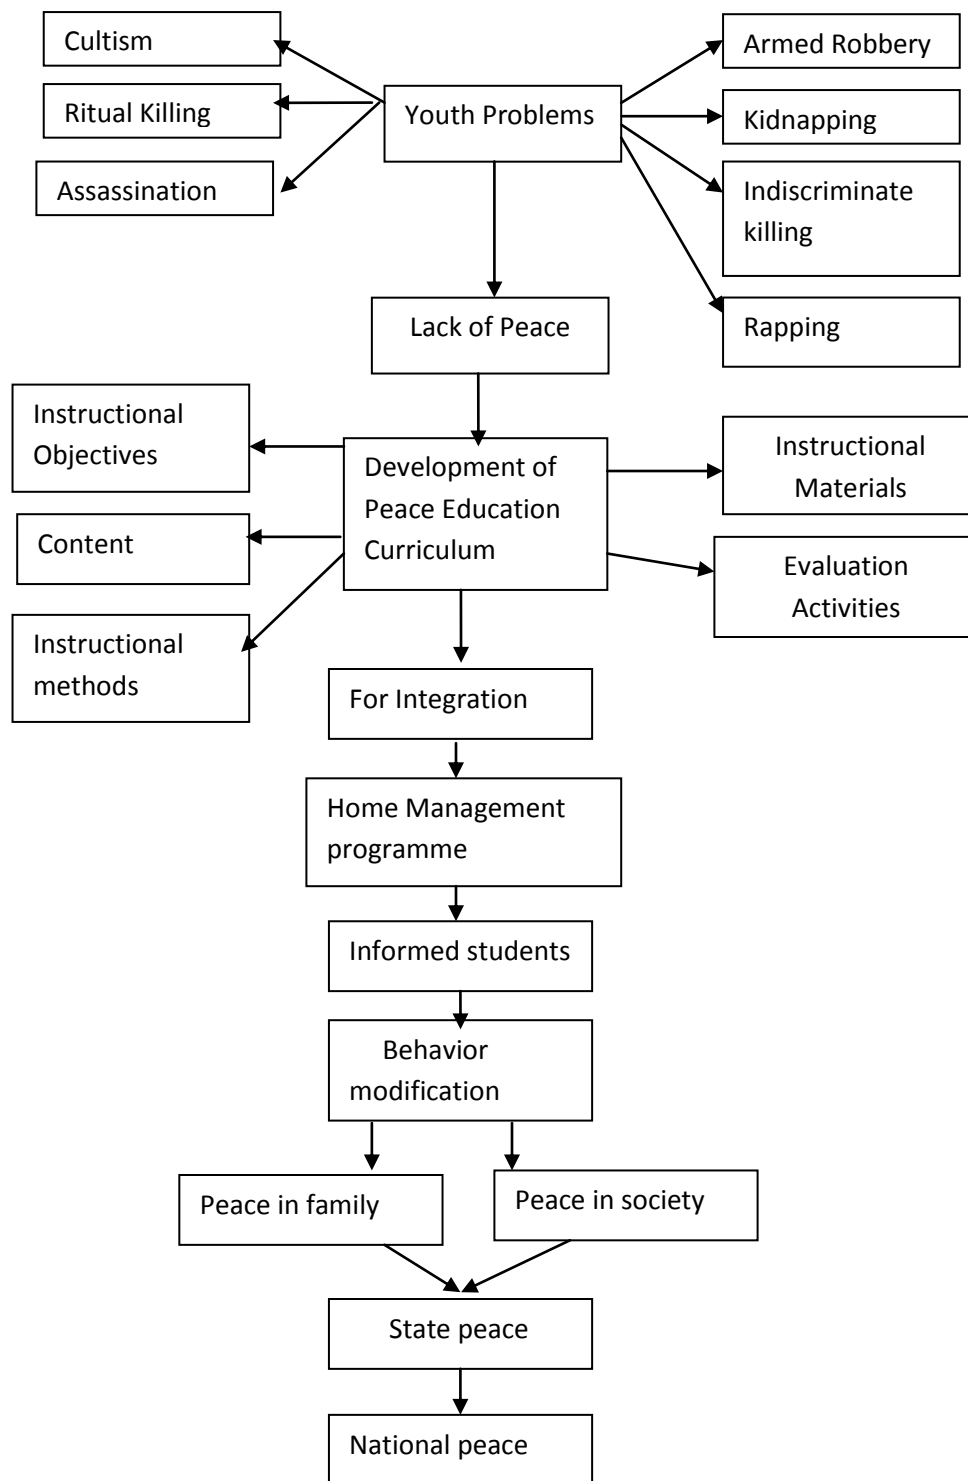 Cultism
Armed Robbery
Ritual Killing
Youth Problems
Kidnapping
Assassination
Indiscriminate
killing
Lack of Peace
Rapping
Instructional
Objectives
Development of
Peace Education
Curriculum
Instructional
Materials
Content
Evaluation
Activities
Instructional
methods
For Integration
Home Management
programme
Informed students
Behavior
modification
Peace in family
Peace in society
State peace
National peace